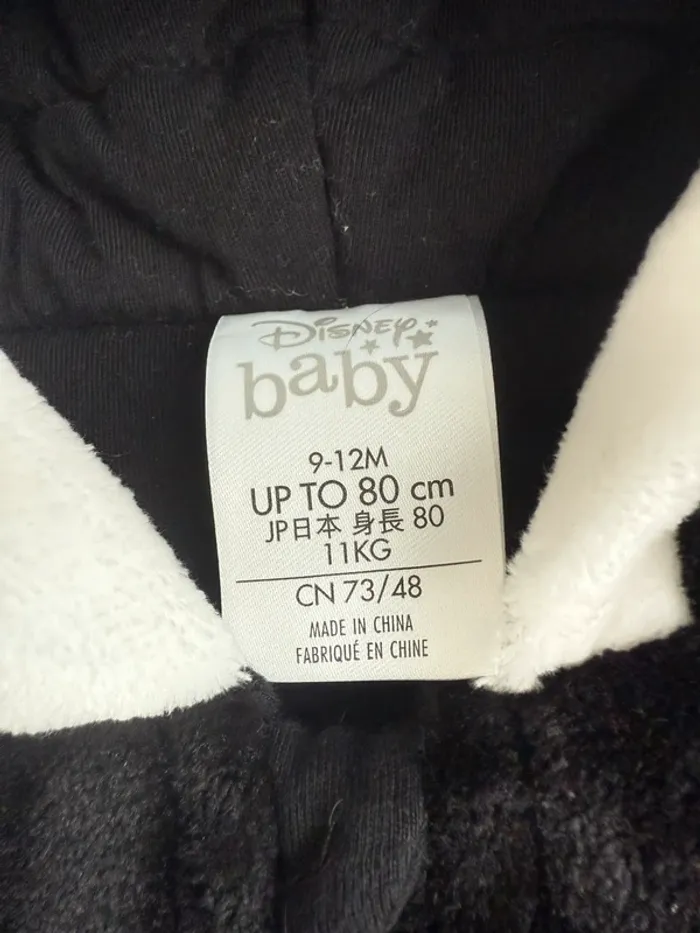 Disney
baby
9-12M
UP TO 80 cm
JP日本 身長 80
11KG
CN 73/48
MADE IN CHINA
FABRIQUÉ EN CHINE